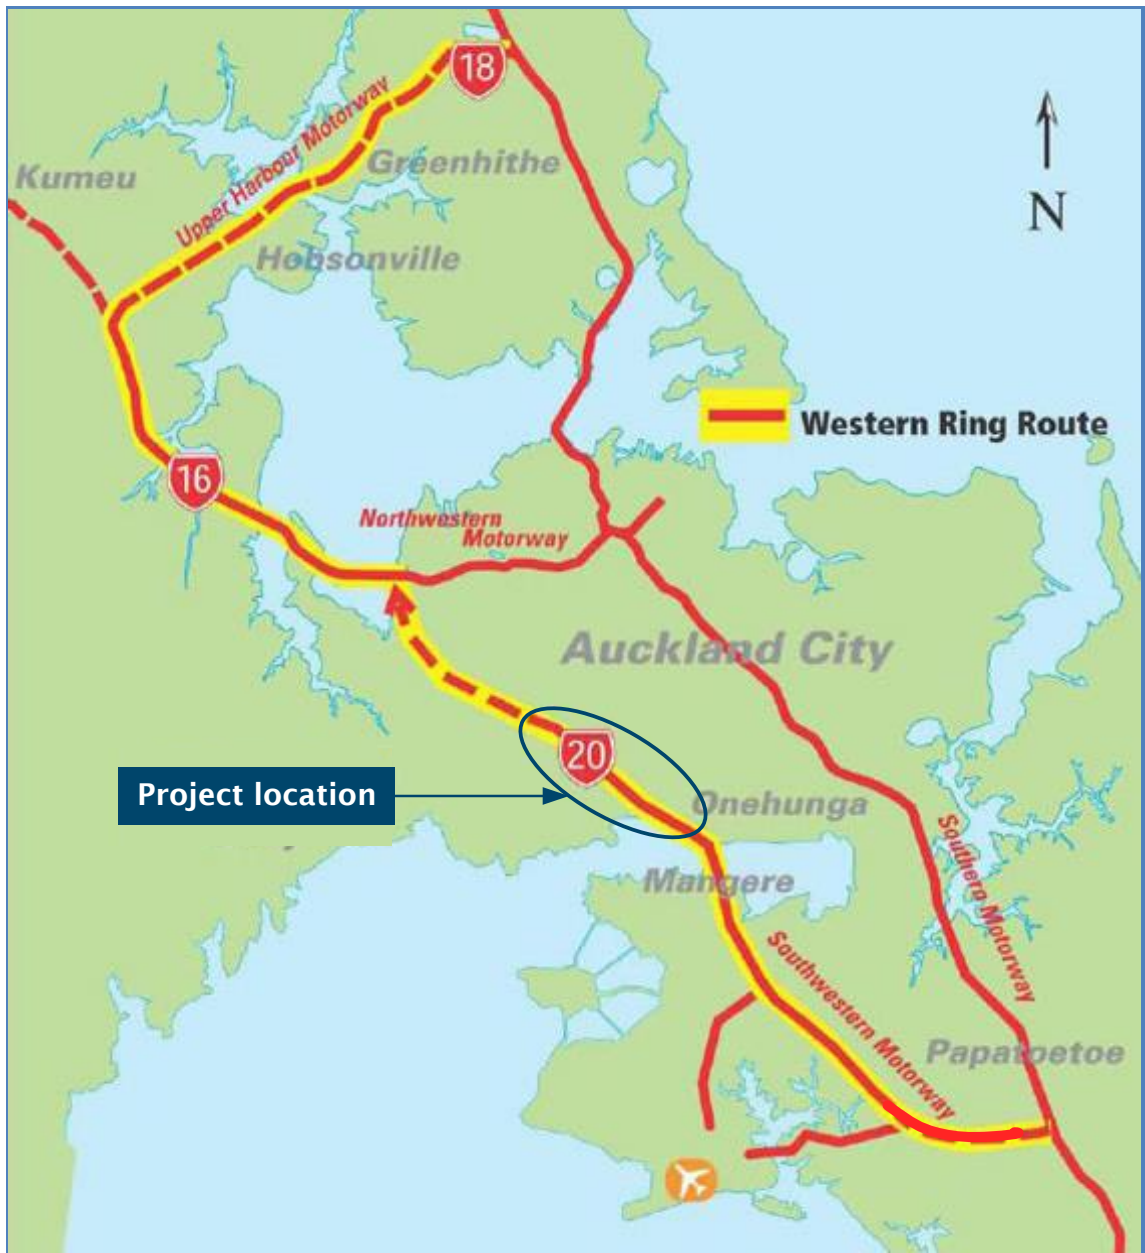 18
Upper Harbour Motorway
Greenhithe
Kumeu
N
Hobsonville
Western Ring Route
16
Northwestern
Motorway
Auckland City
20
Project location
Onehunga
Southern Motorway
Mangere
Southwestern Motorway
Papatoetoe